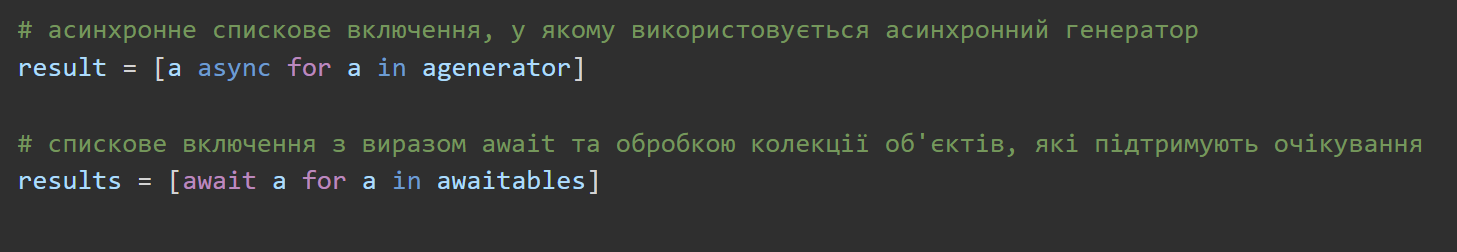 # асинхронне спискове включення, у якому використовується асинхронний генератор
result = [a async for a in agenerator]
# спискове включення з виразом await та обробкою колекції об'єктів, які підтримують очікування
results = [await a for a in awaitables]